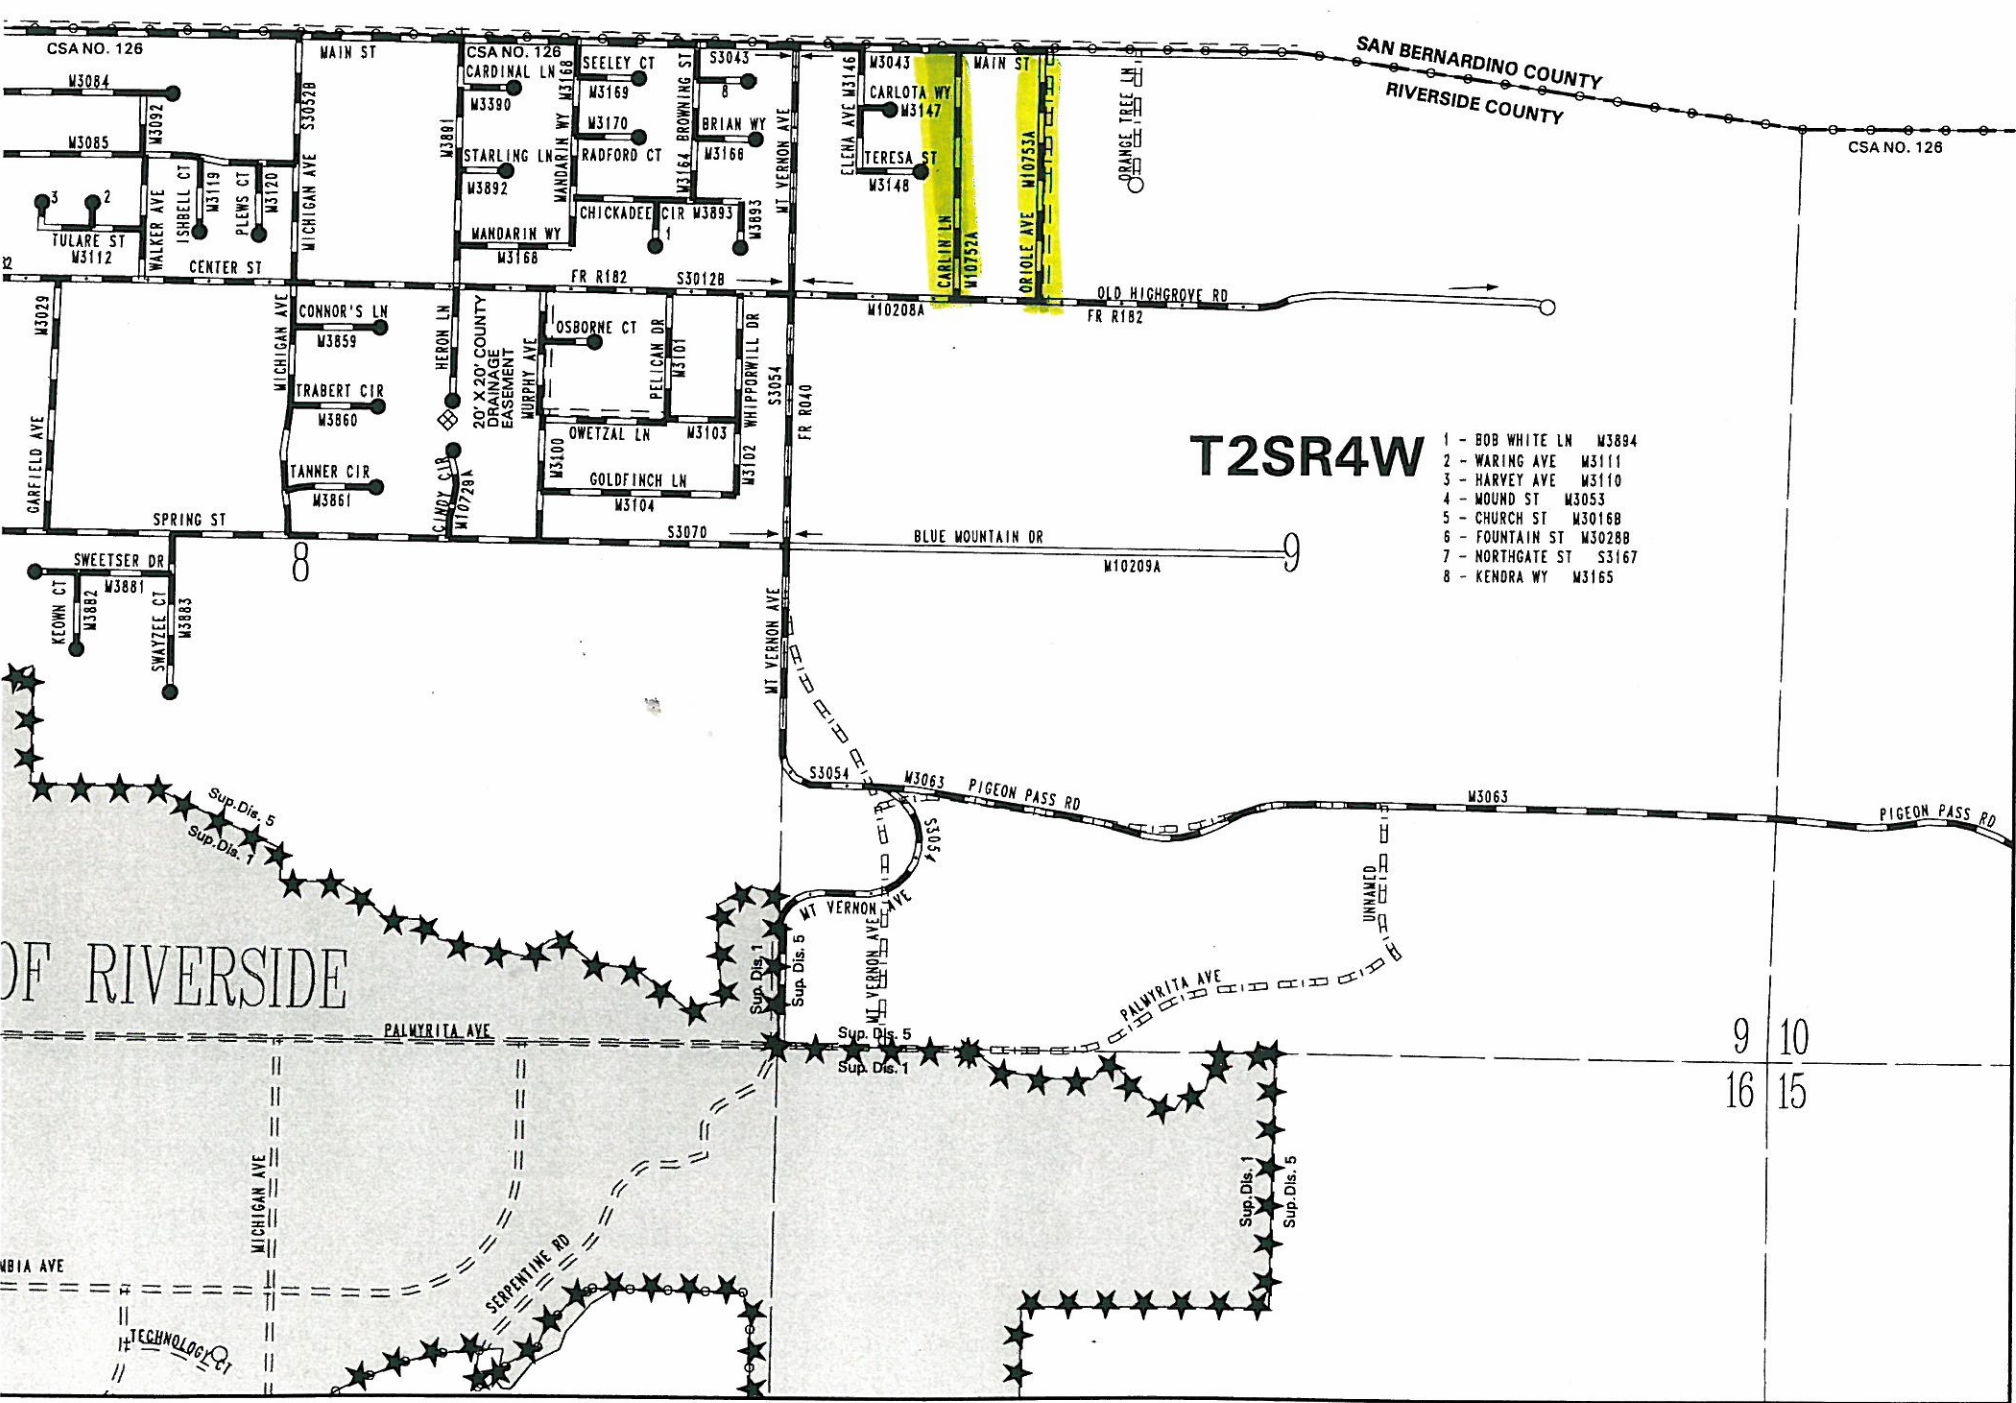 CSA NO. 126
MAIN ST
CSA NO. 126
SAN BERNARDINO COUNTY
RIVERSIDE COUNTY
CSA NO. 126
M3084
M3092
S3052B
M3085
WALKER AVE
ISHBELL CT
M3119
PLEWS CT
M3120
MICHIGAN AVE
3
2
TULARE ST
M3112
CENTER ST
M3891
CARDINAL LN
M3390
STARLING LN
M3892
MANDARIN WY
M3168
MANDARIN WY
M3168
SEELEY CT
M3169
M3170
RADFORD CT
BROWNING ST
M3164
S3043
8
BRIAN WY
M3166
CHICKADEE CIR M3893
M3893
1
MT VERNON AVE
ELENA AVE M3146
M3043
CARLOTA WY
M3147
TERESA ST
M3148
MAIN ST
CARLIN LN
M10752A
ORIOLE AVE M10753A
ORANGE TREE LN
FR R182
S3012B
M10208A
OLD HIGHGROVE RD
FR R182
M3029
GARFIELD AVE
MICHIGAN AVE
CONNOR'S LN
M3859
TRABERT CIR
M3860
TANNER CIR
M3861
HERON LN
20' X 20' COUNTY
DRAINAGE
EASEMENT
CINDY CIR
M10729A
MURPHY AVE
M3100
OSBORNE CT
PELICAN DR
M3101
WHIPPORWILL DR
M3102
OWETZAL LN
M3103
GOLDFINCH LN
M3104
S3054
FR R040
T2SR4W
1 - BOB WHITE LN M3894
2 - WARING AVE M3111
3 - HARVEY AVE M3110
4 - MOUND ST M3053
5 - CHURCH ST M3016B
6 - FOUNTAIN ST M3028B
7 - NORTHGATE ST S3167
8 - KENDRA WY M3165
SPRING ST
S3070
BLUE MOUNTAIN DR
M10209A
8
9
SWEETSER DR
M3881
KEOWN CT
M3882
SWAYZEE CT
M3883
MT VERNON AVE
S3054
M3063
PIGEON PASS RD
M3063
PIGEON PASS RD
S3054
MT VERNON AVE
MT VERNON AVE
UNNAMED
Sup.Dis. 5
Sup.Dis. 1
Sup. Dis. 1
Sup. Dis. 5
OF RIVERSIDE
PALMYRITA AVE
PALMYRITA AVE
Sup. Dis. 5
Sup. Dis. 1
9 10
16 15
MICHIGAN AVE
Sup.Dis. 1
Sup.Dis. 5
MBIA AVE
SERPENTINE RD
TECHNOLOGY CT